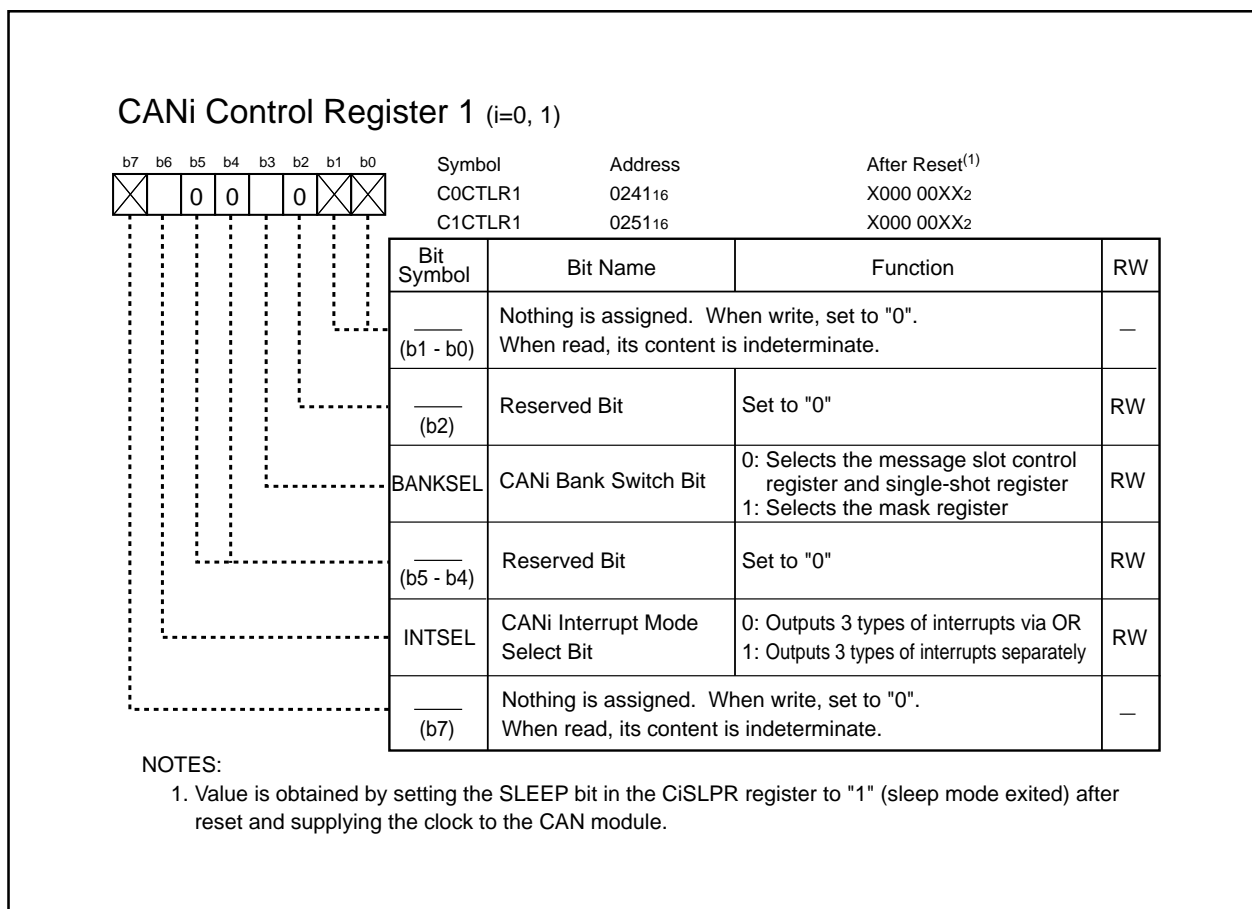 CANi Control Register 1 (i=0, 1)
b7 b6 b5 b4 b3 b2 b1 b0
0 0 0
Symbol Address After Reset(1)
C0CTLR1 024116 X000 00XX2
C1CTLR1 025116 X000 00XX2
Bit Symbol Bit Name Function RW
(b1 - b0) Nothing is assigned. When write, set to "0". –
When read, its content is indeterminate.
(b2) Reserved Bit Set to "0" RW
BANKSEL CANi Bank Switch Bit 0: Selects the message slot control RW
register and single-shot register
1: Selects the mask register
(b5 - b4) Reserved Bit Set to "0" RW
INTSEL CANi Interrupt Mode Select Bit 0: Outputs 3 types of interrupts via OR RW
1: Outputs 3 types of interrupts separately
(b7) Nothing is assigned. When write, set to "0". –
When read, its content is indeterminate.
NOTES:
1. Value is obtained by setting the SLEEP bit in the CiSLPR register to "1" (sleep mode exited) after
reset and supplying the clock to the CAN module.